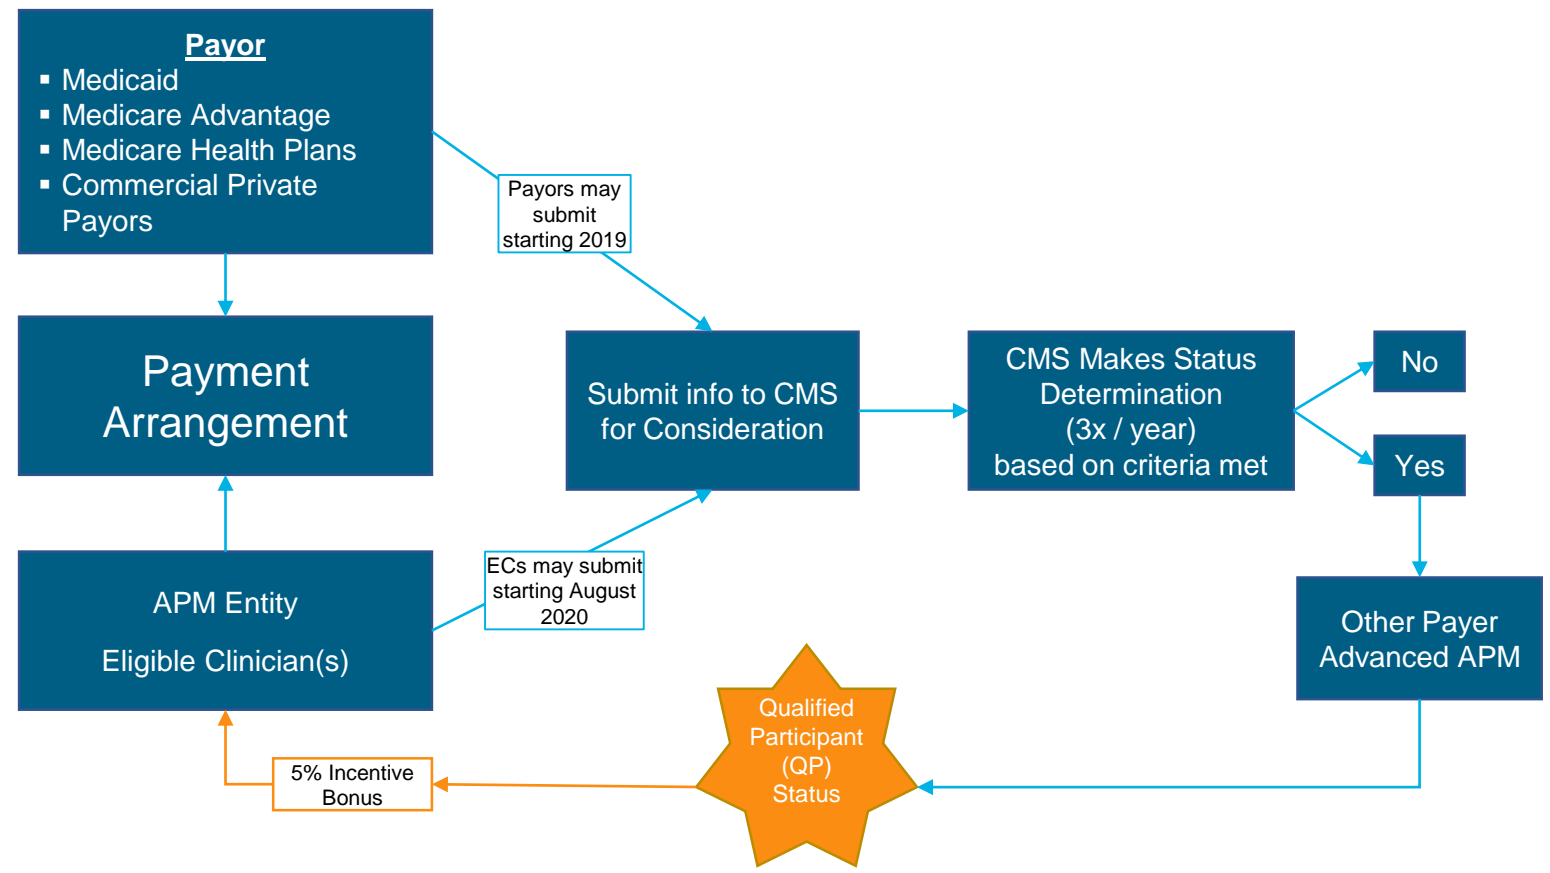 Payor
▪ Medicaid
▪ Medicare Advantage
▪ Medicare Health Plans
▪ Commercial Private
Payors
Payors may
submit
starting 2019
Payment
Arrangement
Submit info to CMS
for Consideration
CMS Makes Status
Determination
(3x / year)
based on criteria met
No
Yes
ECs may submit
starting August
2020
APM Entity
Eligible Clinician(s)
Other Payer
Advanced APM
Qualified
Participant
(QP)
Status
5% Incentive
Bonus